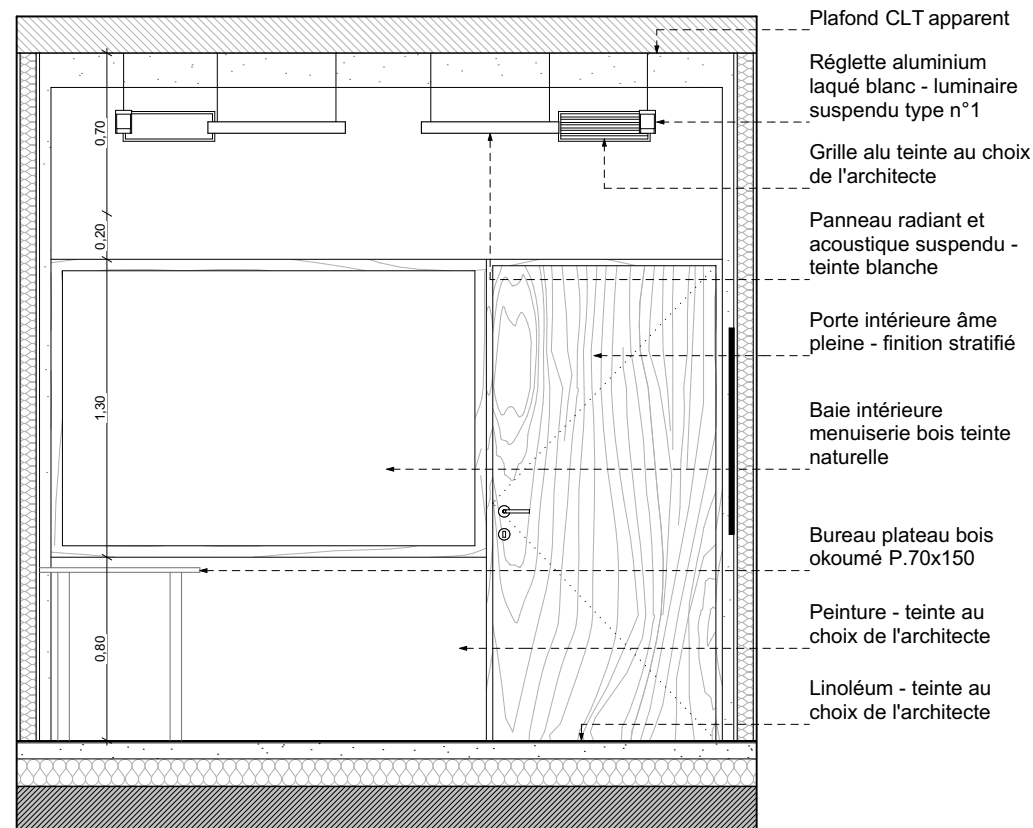 Plafond CLT apparent
Réglette aluminium
laqué blanc - luminaire
suspendu type n°1
Grille alu teinte au choix
de l'architecte
Panneau radiant et
acoustique suspendu -
teinte blanche
Porte intérieure âme
pleine - finition stratifié
Baie intérieure
menuiserie bois teinte
naturelle
Bureau plateau bois
okoumé P.70x150
Peinture - teinte au
choix de l'architecte
Linoléum - teinte au
choix de l'architecte
0,70
0,20
1,30
0,80